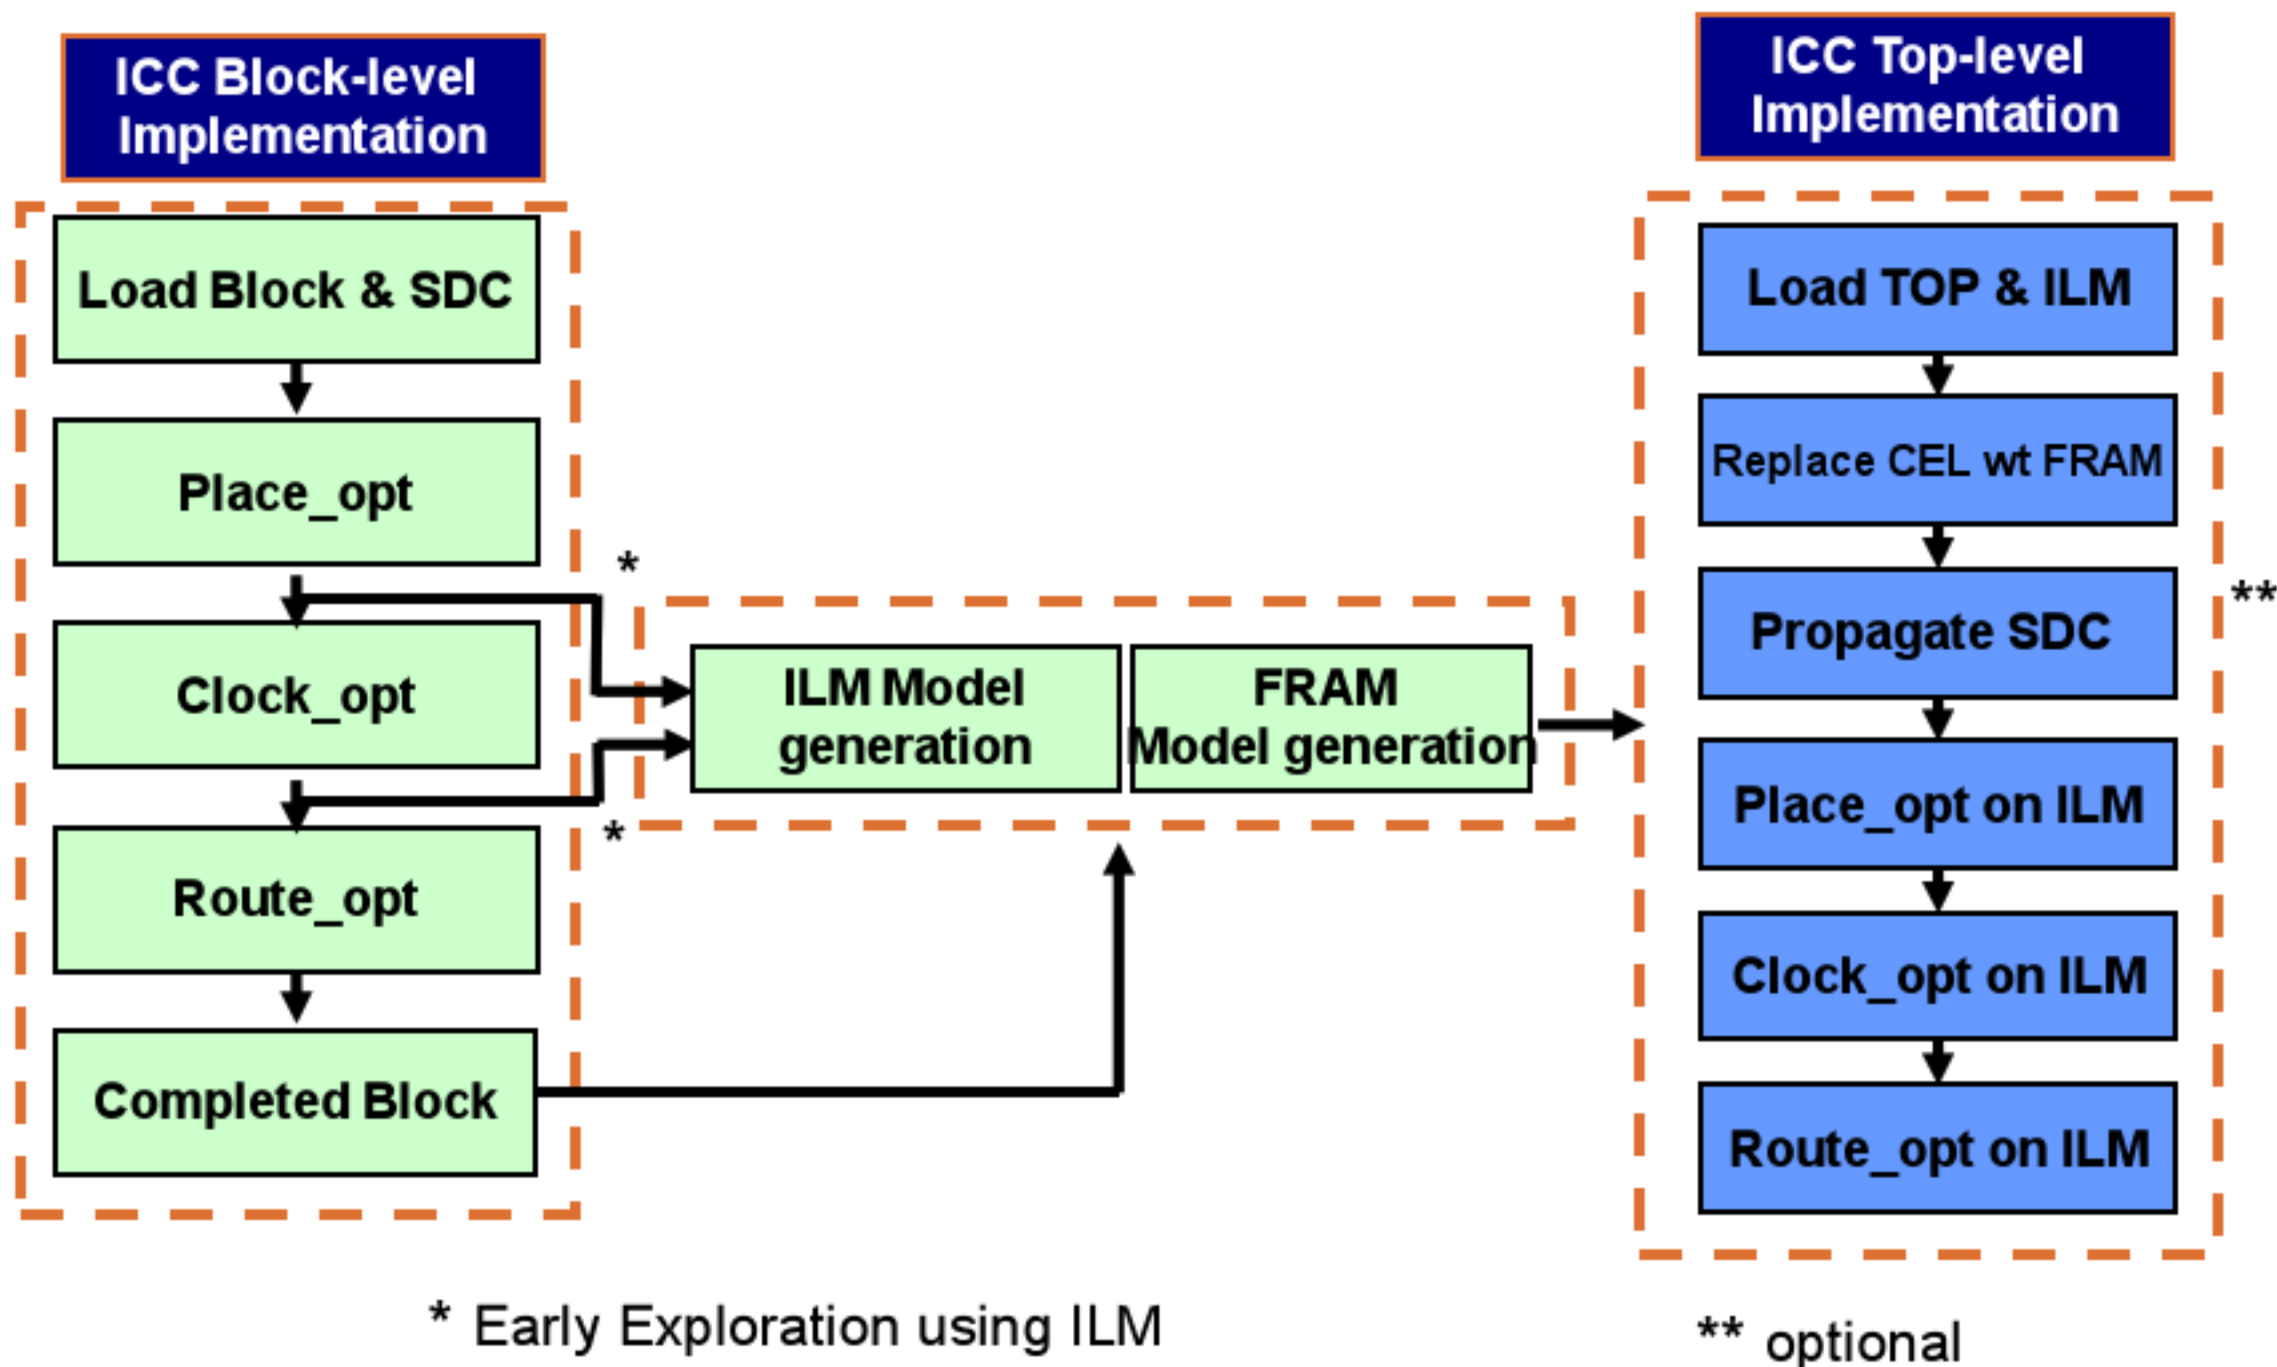 ICC Block-level
Implementation
Load Block & SDC
Place_opt
Clock_opt
Route_opt
Completed Block
*
*
ILM Model
generation
FRAM
Model generation
ICC Top-level
Implementation
Load TOP & ILM
Replace CEL wt FRAM
Propagate SDC
**
Place_opt on ILM
Clock_opt on ILM
Route_opt on ILM
* Early Exploration using ILM
** optional